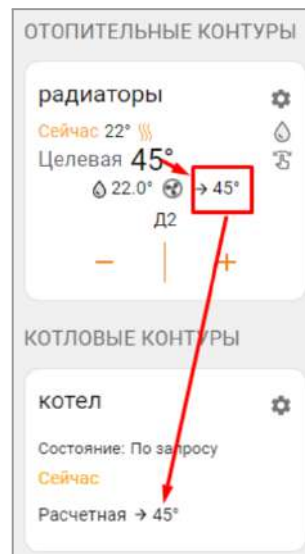 ОТОПИТЕЛЬНЫЕ КОНТУРЫ
радиаторы
Сейчас 22°
Целевая 45°
22.0° → 45°
Д2
− +
КОТЛОВЫЕ КОНТУРЫ
котел
Состояние: По запросу
Сейчас
Расчетная → 45°